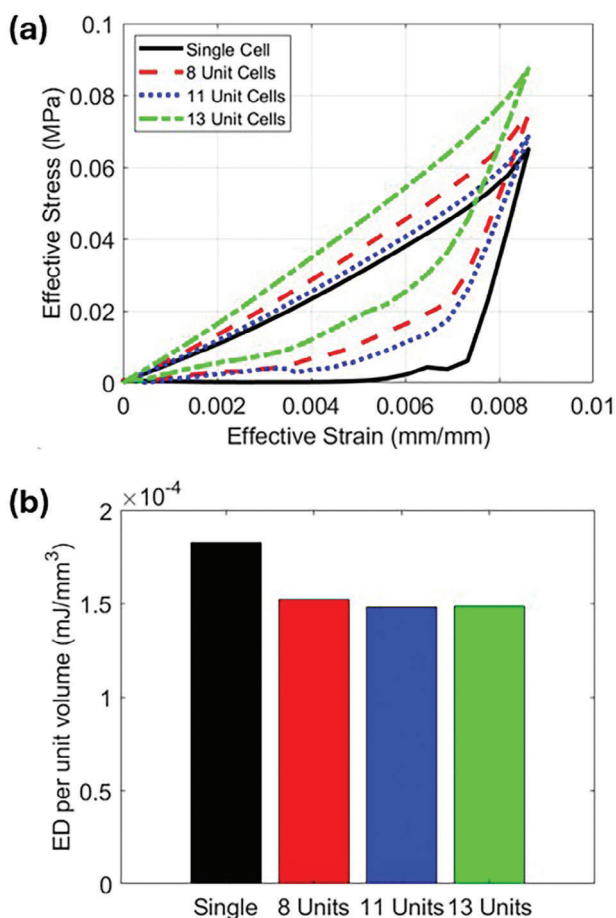 (a)
0.1
0.08
0.06
0.04
0.02
0
Effective Stress (MPa)
Single Cell
8 Unit Cells
11 Unit Cells
13 Unit Cells
0 0.002 0.004 0.006 0.008 0.01
Effective Strain (mm/mm)
(b)
×10⁻⁴
2
1.5
1
0.5
0
ED per unit volume (mJ/mm³)
Single 8 Units 11 Units 13 Units